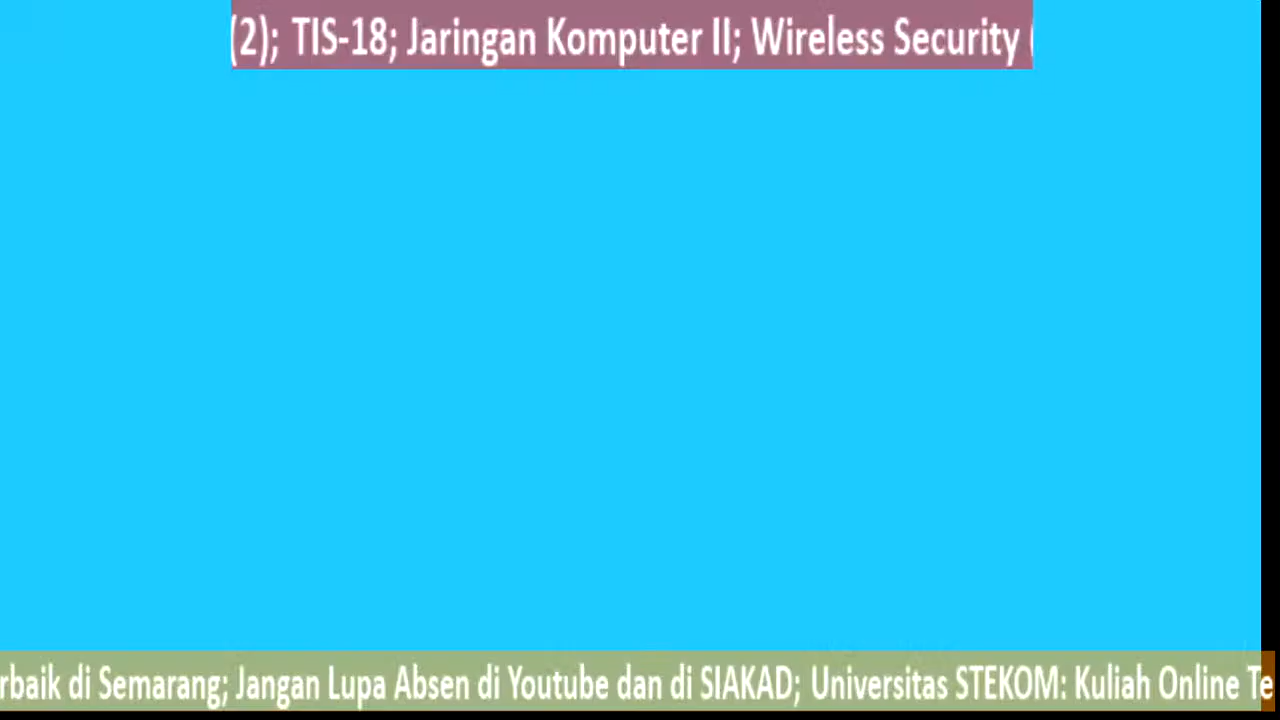 (2); TIS-18; Jaringan Komputer II; Wireless Security (
rbaik di Semarang; Jangan Lupa Absen di Youtube dan di SIAKAD; Universitas STEKOM: Kuliah Online Te